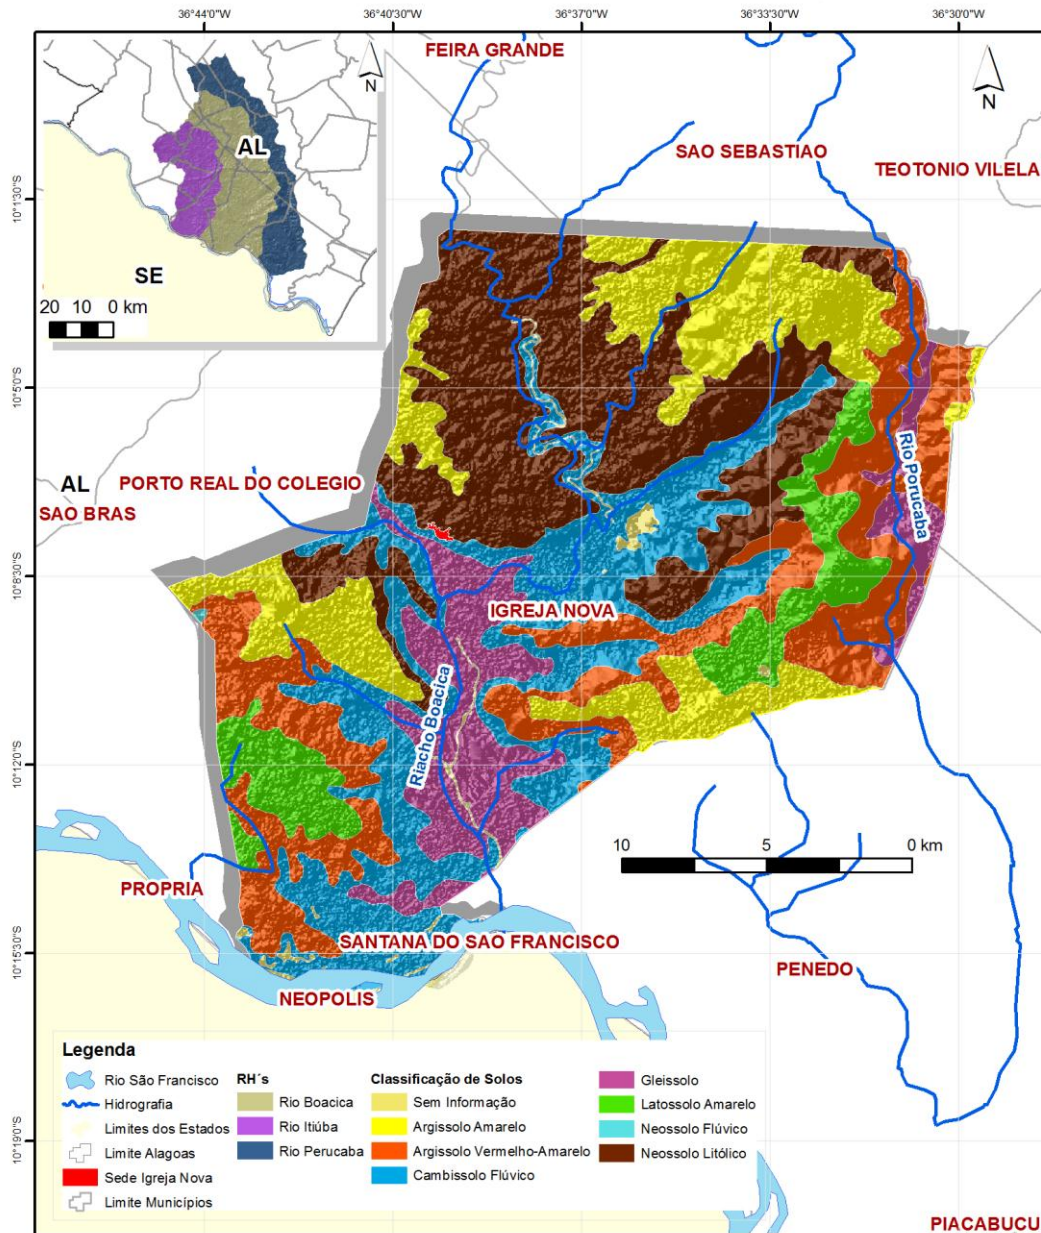 36°44'0"W 36°40'30"W 36°37'0"W 36°33'30"W 36°30'0"W
FEIRA GRANDE
N
N
AL
SAO SEBASTIAO
TEOTONIO VILELA
10°1'30"S
SE
20 10 0 km
10°5'0"S
Rio Porucaba
AL
PORTO REAL DO COLEGIO
SAO BRAS
10°8'30"S
IGREJA NOVA
Riacho Boacica
10°12'0"S
10 5 0 km
PROPRIA
SANTANA DO SAO FRANCISCO
10°15'30"S
PENEDO
NEOPOLIS
Legenda
Rio São Francisco
Hidrografia
Limites dos Estados
Limite Alagoas
Sede Igreja Nova
Limite Municípios
RH´s
Rio Boacica
Rio Itiúba
Rio Perucaba
Classificação de Solos
Sem Informação
Argissolo Amarelo
Argissolo Vermelho-Amarelo
Cambissolo Flúvico
Gleissolo
Latossolo Amarelo
Neossolo Flúvico
Neossolo Litólico
10°19'0"S
PIACABUCU